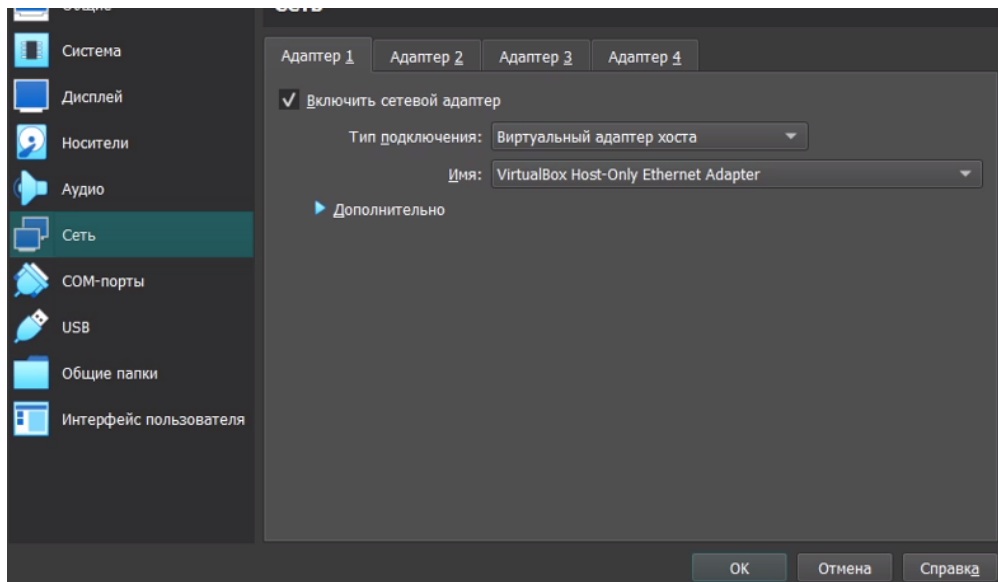 Общие
Сеть
Система
Адаптер 1 Адаптер 2 Адаптер 3 Адаптер 4
Дисплей
Включить сетевой адаптер
Носители
Тип подключения: Виртуальный адаптер хоста
Аудио
Имя: VirtualBox Host-Only Ethernet Adapter
Дополнительно
Сеть
COM-порты
USB
Общие папки
Интерфейс пользователя
OK Отмена Справка